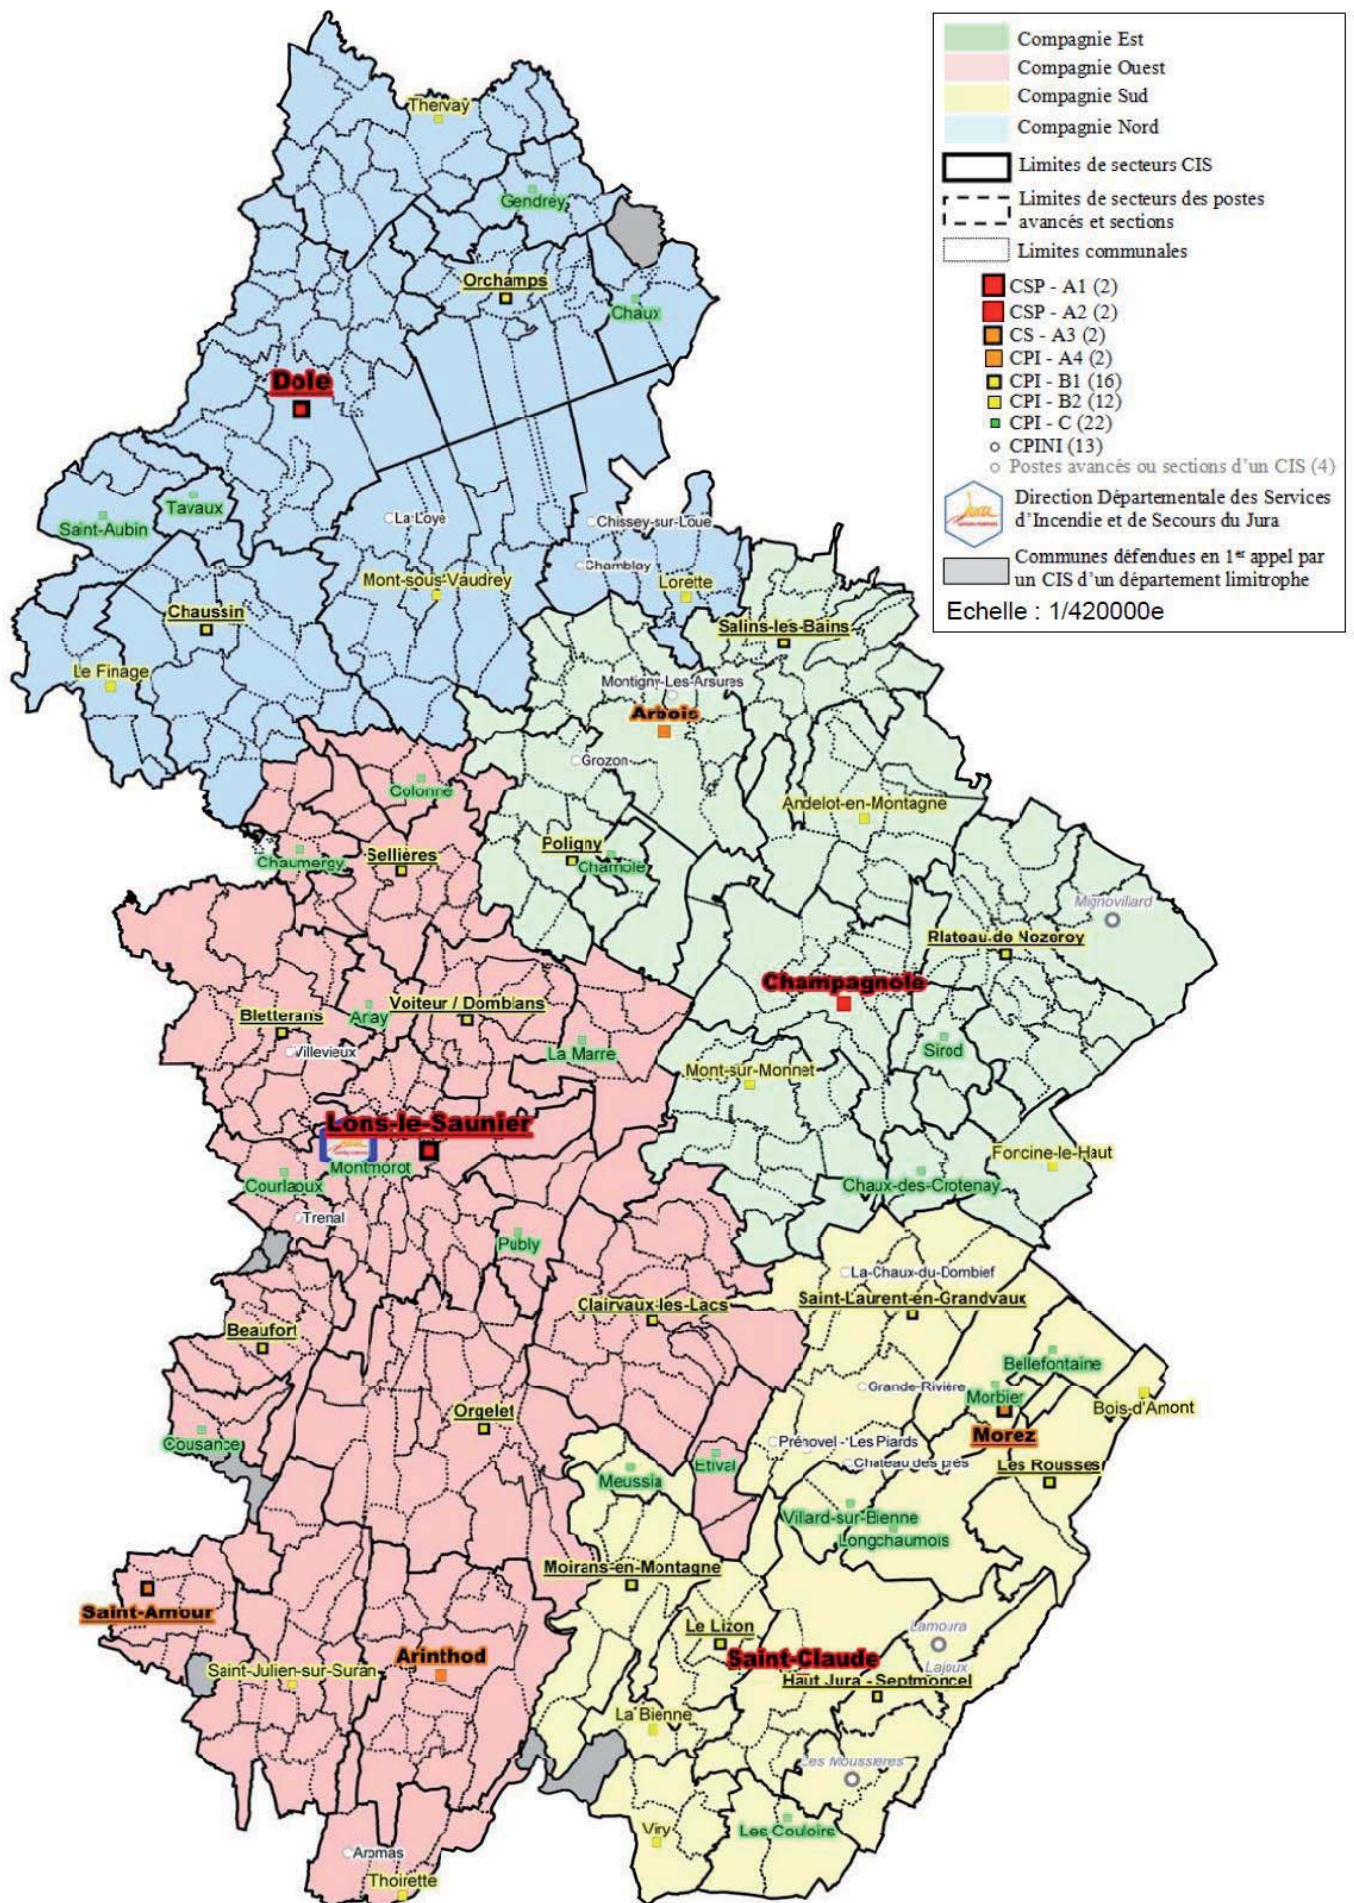 Compagnie Est
Compagnie Ouest
Compagnie Sud
Compagnie Nord
Limites de secteurs CIS
Limites de secteurs des postes
avancés et sections
Limites communales
CSP - A1 (2)
CSP - A2 (2)
CS - A3 (2)
CPI - A4 (2)
CPI - B1 (16)
CPI - B2 (12)
CPI - C (22)
CPINI (13)
Postes avancés ou sections d'un CIS (4)
Jura
Direction Départementale des Services
d'Incendie et de Secours du Jura
Communes défendues en 1er appel par
un CIS d'un département limitrophe
Echelle : 1/420000e
Thervay
Gendrey
Orchamps
Chaux
Dole
Tavaux
Saint-Aubin
La Loye
Chissey-sur-Loue
Chamblay
Mont-sous-Vaudrey
Lorette
Chaussin
Salins-les-Bains
Le Finage
Montigny-Les-Arsures
Arbois
Grozon
Colonne
Andelot-en-Montagne
Poligny
Chamole
Chaumergy
Sellières
Mignovillard
Plateau de Nozeroy
Champagnole
Voiteur / Domblans
Bletterans
Arlay
Villevieux
La Marre
Sirod
Mont-sur-Monnet
Lons-le-Saunier
Montmorot
Courlaoux
Forcine-le-Haut
Chaux-des-Crotenay
Trenal
Publy
La-Chaux-du-Dombief
Saint-Laurent-en-Grandvaux
Clairvaux-les-Lacs
Beaufort
Bellefontaine
Grande-Rivière
Morbier
Bois-d'Amont
Orgelet
Morez
Cousance
Prénovel - Les Piards
Chateau des prés
Les Rousses
Etival
Meussia
Villard-sur-Bienne
Longchaumois
Moirans-en-Montagne
Saint-Amour
Le Lizon
Lamoura
Arinthod
Saint-Claude
Lajoux
Saint-Julien-sur-Suran
Haut Jura - Septmoncel
La Bienne
Les Moussières
Viry
Les Couloirs
Aromas
Thoirette